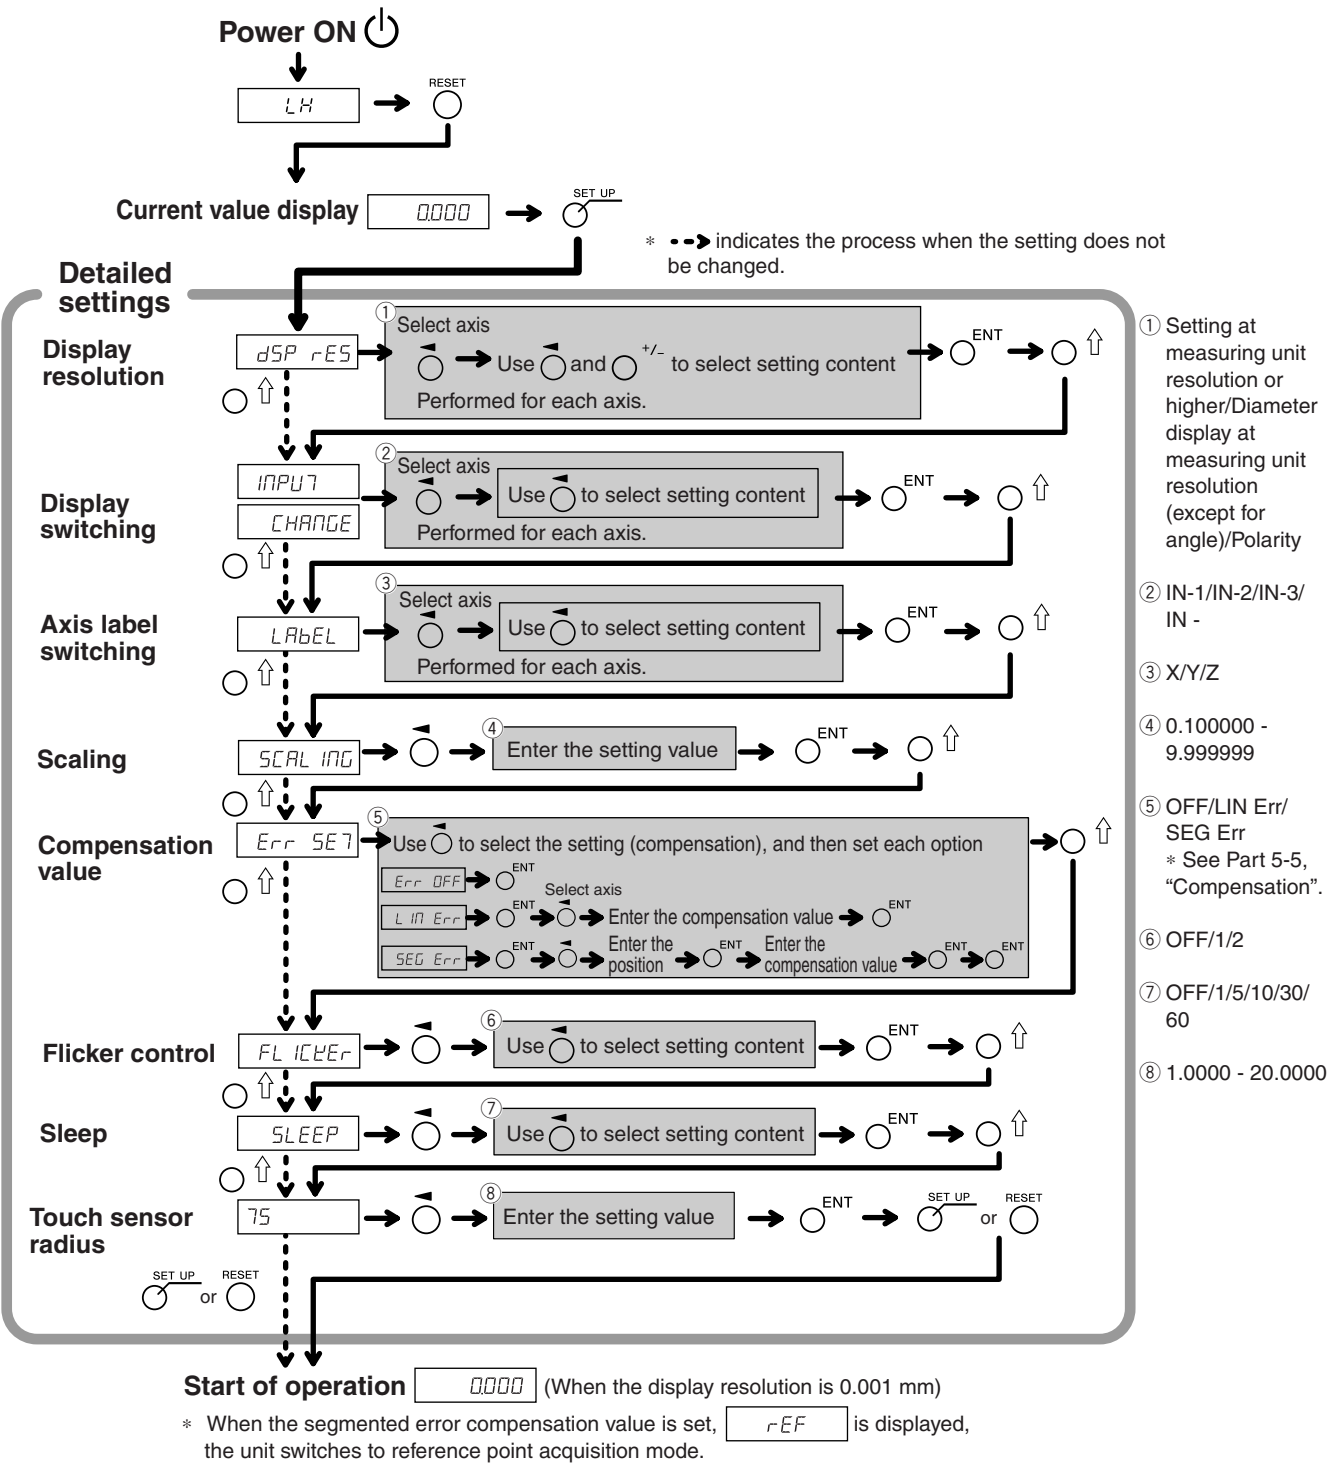 Power ON
LH
RESET
Current value display 0.000
SET UP
* indicates the process when the setting does not
be changed.
Detailed
settings
Display
resolution
dSP rES
① Select axis
Use and +/- to select setting content
Performed for each axis.
ENT
Display
switching
INPUT
CHANGE
② Select axis
Use to select setting content
Performed for each axis.
ENT
Axis label
switching
LAbEL
③ Select axis
Use to select setting content
Performed for each axis.
ENT
Scaling
SCALING
④ Enter the setting value
ENT
Compensation
value
Err SET
⑤ Use to select the setting (compensation), and then set each option
Err OFF ENT
Select axis
LIN Err ENT Enter the compensation value ENT
SEG Err ENT Enter the position ENT Enter the compensation value ENT ENT
Flicker control
FLICKEr
⑥ Use to select setting content
ENT
Sleep
SLEEP
⑦ Use to select setting content
ENT
Touch sensor
radius
TS
⑧ Enter the setting value
ENT
SET UP or RESET
SET UP or RESET
① Setting at
measuring unit
resolution or
higher/Diameter
display at
measuring unit
resolution
(except for
angle)/Polarity
② IN-1/IN-2/IN-3/
IN -
③ X/Y/Z
④ 0.100000 -
9.999999
⑤ OFF/LIN Err/
SEG Err
* See Part 5-5,
“Compensation”.
⑥ OFF/1/2
⑦ OFF/1/5/10/30/
60
⑧ 1.0000 - 20.0000
Start of operation 0.000 (When the display resolution is 0.001 mm)
* When the segmented error compensation value is set, rEF is displayed,
the unit switches to reference point acquisition mode.